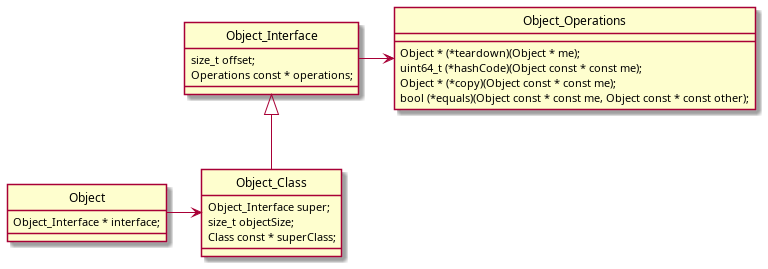 Object_Interface
size_t offset;
Operations const * operations;
Object_Operations
Object * (*teardown)(Object * me);
uint64_t (*hashCode)(Object const * const me);
Object * (*copy)(Object const * const me);
bool (*equals)(Object const * const me, Object const * const other);
Object
Object_Interface * interface;
Object_Class
Object_Interface super;
size_t objectSize;
Class const * superClass;